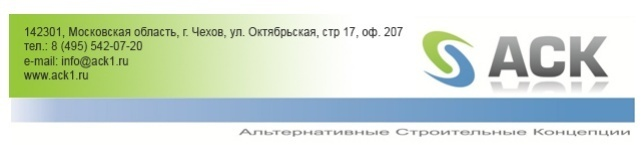 142301, Московская область, г. Чехов, ул. Октябрьская, стр 17, оф. 207
тел.: 8 (495) 542-07-20
e-mail: info@ack1.ru
www.ack1.ru
АСК
Альтернативные Строительные Концепции